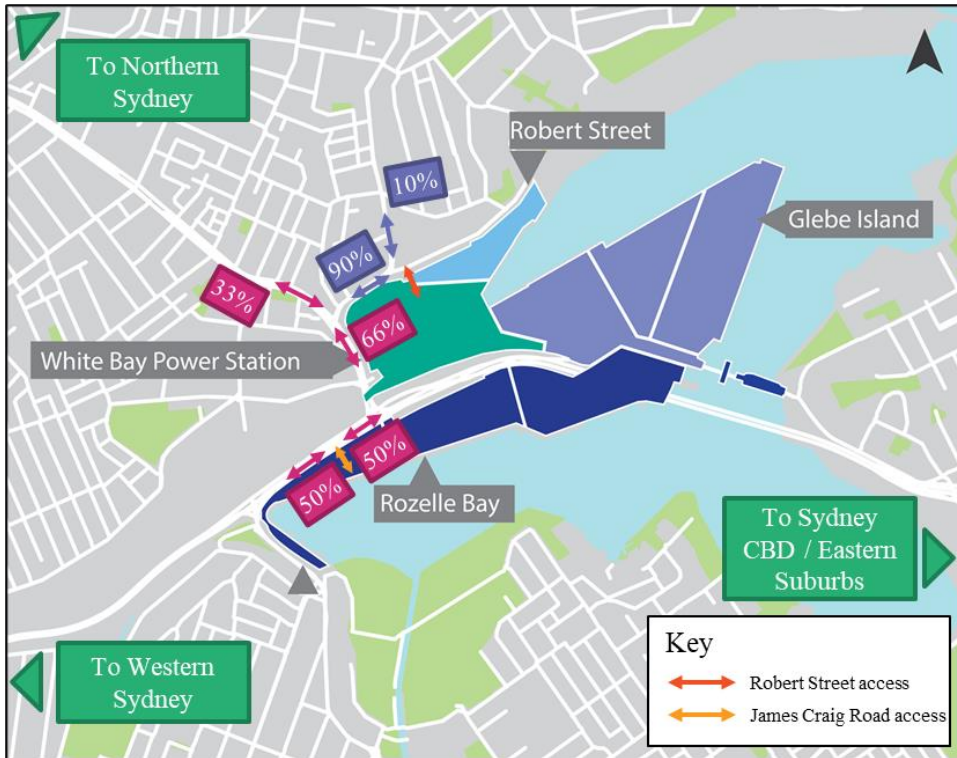 To Northern
Sydney
Robert Street
10%
Glebe Island
90%
33%
66%
White Bay Power Station
50%
50%
Rozelle Bay
To Sydney
CBD / Eastern
Suburbs
To Western
Sydney
Key
Robert Street access
James Craig Road access